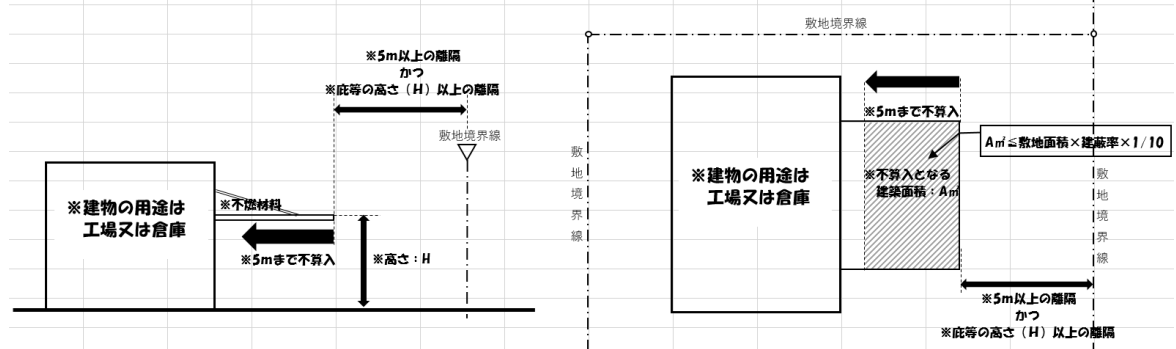 ※5m以上の離隔
かつ
※庇等の高さ（H）以上の離隔
敷地境界線
※建物の用途は
工場又は倉庫
※不燃材料
※5mまで不算入
※高さ：H
敷地境界線
敷地境界線
※建物の用途は
工場又は倉庫
※5mまで不算入
A㎡≦敷地面積×建蔽率×1/10
※不算入となる
建築面積：A㎡
敷地境界線
※5m以上の離隔
かつ
※庇等の高さ（H）以上の離隔